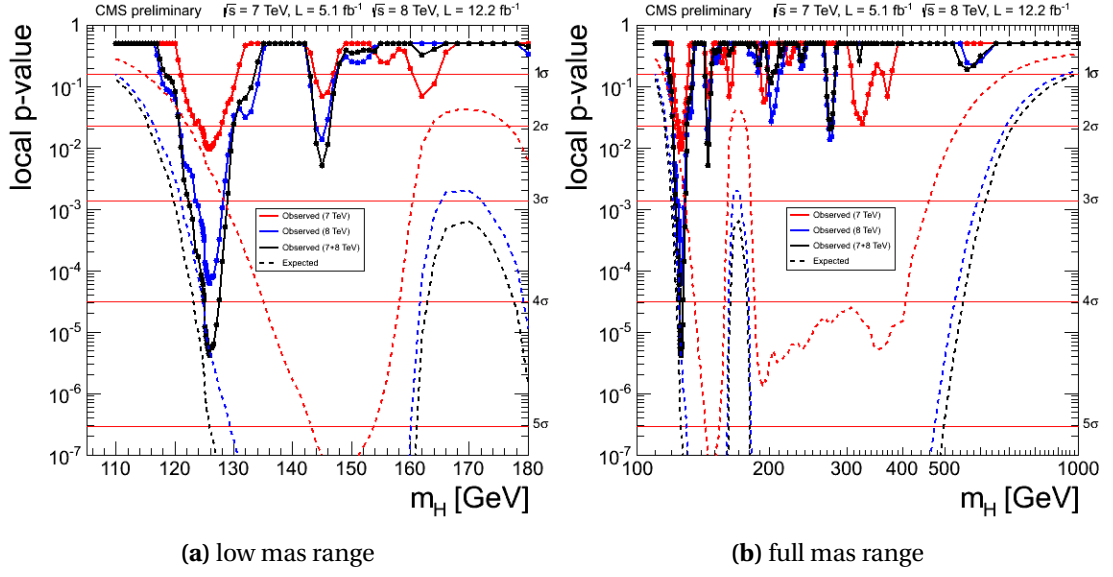 CMS preliminary √s = 7 TeV, L = 5.1 fb⁻¹ √s = 8 TeV, L = 12.2 fb⁻¹
local p-value
1
10⁻¹
10⁻²
10⁻³
10⁻⁴
10⁻⁵
10⁻⁶
10⁻⁷
1σ
2σ
3σ
4σ
5σ
Observed (7 TeV)
Observed (8 TeV)
Observed (7+8 TeV)
Expected
110 120 130 140 150 160 170 180
m_H [GeV]
(a) low mas range
CMS preliminary √s = 7 TeV, L = 5.1 fb⁻¹ √s = 8 TeV, L = 12.2 fb⁻¹
local p-value
1
10⁻¹
10⁻²
10⁻³
10⁻⁴
10⁻⁵
10⁻⁶
10⁻⁷
1σ
2σ
3σ
4σ
5σ
Observed (7 TeV)
Observed (8 TeV)
Observed (7+8 TeV)
Expected
100 200 300 400 500 1000
m_H [GeV]
(b) full mas range